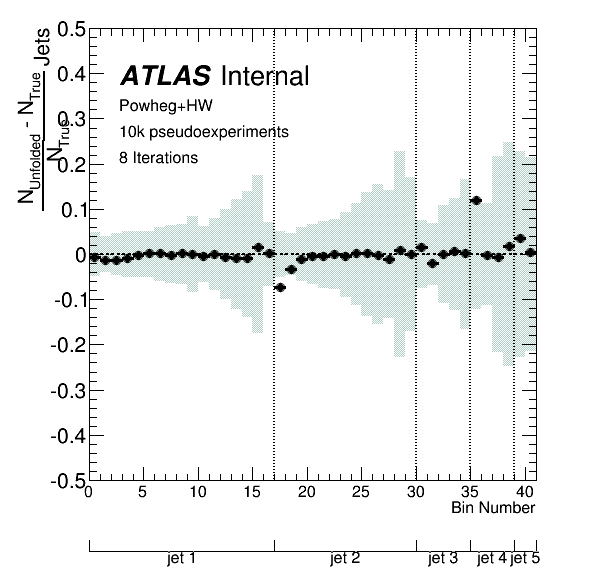 N_Unfolded - N_True
N_True
Jets
0.5
0.4
0.3
0.2
0.1
0
-0.1
-0.2
-0.3
-0.4
-0.5
ATLAS Internal
Powheg+HW
10k pseudoexperiments
8 Iterations
0 5 10 15 20 25 30 35 40
Bin Number
jet 1 jet 2 jet 3 jet 4 jet 5